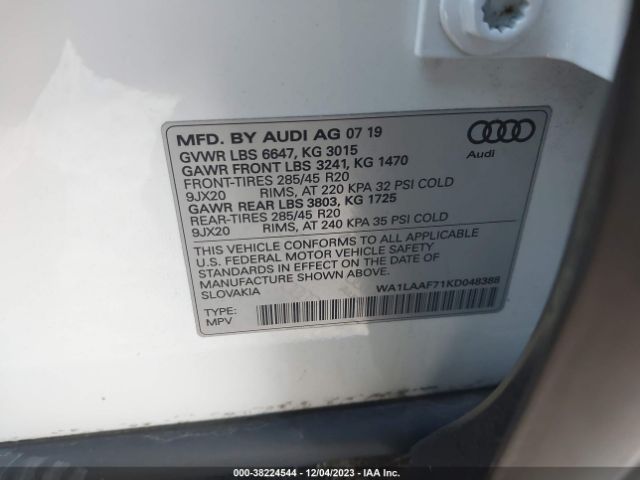 MFD. BY AUDI AG 07 19
GVWR LBS 6647, KG 3015
GAWR FRONT LBS 3241, KG 1470
FRONT-TIRES 285/45 R20
9JX20 RIMS, AT 220 KPA 32 PSI COLD
GAWR REAR LBS 3803, KG 1725
REAR-TIRES 285/45 R20
9JX20 RIMS, AT 240 KPA 35 PSI COLD
Audi
THIS VEHICLE CONFORMS TO ALL APPLICABLE
U.S. FEDERAL MOTOR VEHICLE SAFETY
STANDARDS IN EFFECT ON THE DATE OF
MANUFACTURE SHOWN ABOVE.
SLOVAKIA
WA1LAAF71KD048388
TYPE:
MPV
000-38224544 - 12/04/2023 - IAA Inc.